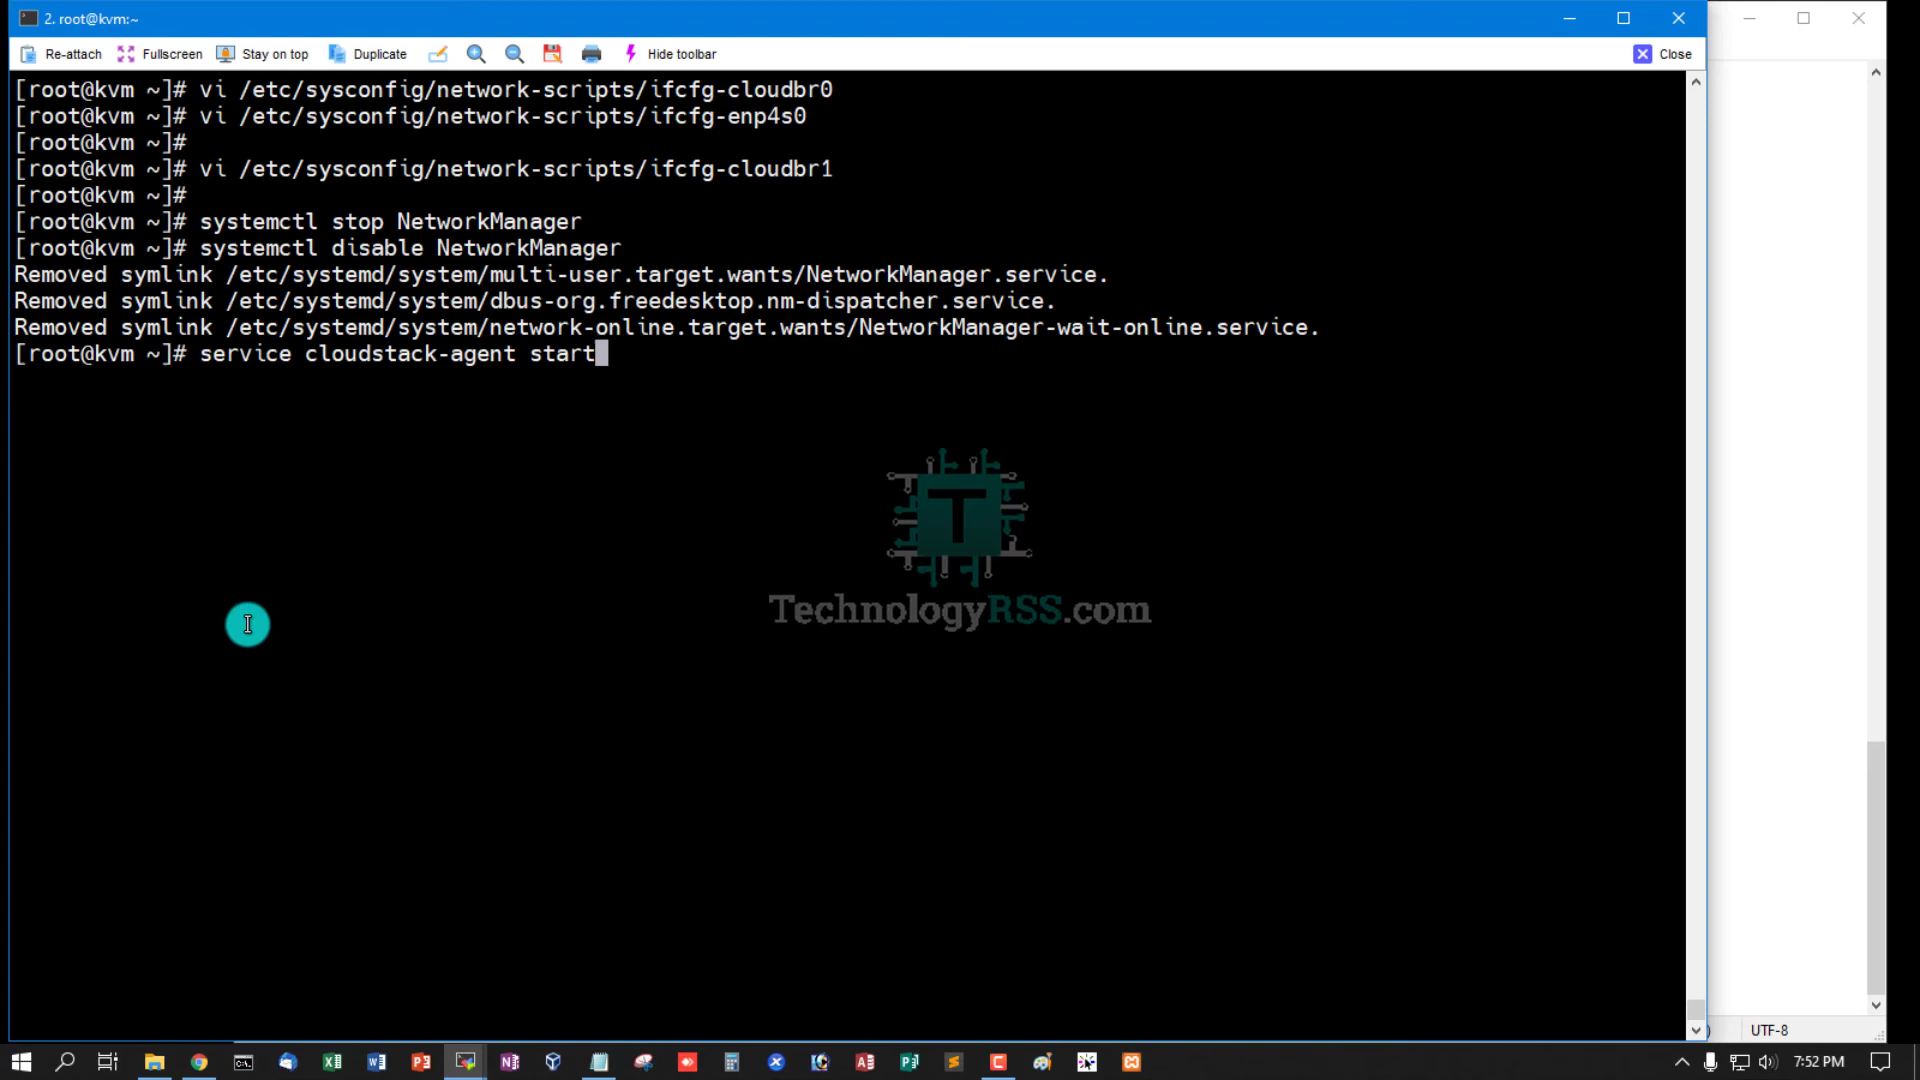 2. root@kvm:~
Re-attach Fullscreen Stay on top Duplicate Hide toolbar Close
[root@kvm ~]# vi /etc/sysconfig/network-scripts/ifcfg-cloudbr0
[root@kvm ~]# vi /etc/sysconfig/network-scripts/ifcfg-enp4s0
[root@kvm ~]#
[root@kvm ~]# vi /etc/sysconfig/network-scripts/ifcfg-cloudbr1
[root@kvm ~]#
[root@kvm ~]# systemctl stop NetworkManager
[root@kvm ~]# systemctl disable NetworkManager
Removed symlink /etc/systemd/system/multi-user.target.wants/NetworkManager.service.
Removed symlink /etc/systemd/system/dbus-org.freedesktop.nm-dispatcher.service.
Removed symlink /etc/systemd/system/network-online.target.wants/NetworkManager-wait-online.service.
[root@kvm ~]# service cloudstack-agent start
T
TechnologyRSS.com
) UTF-8
7:52 PM